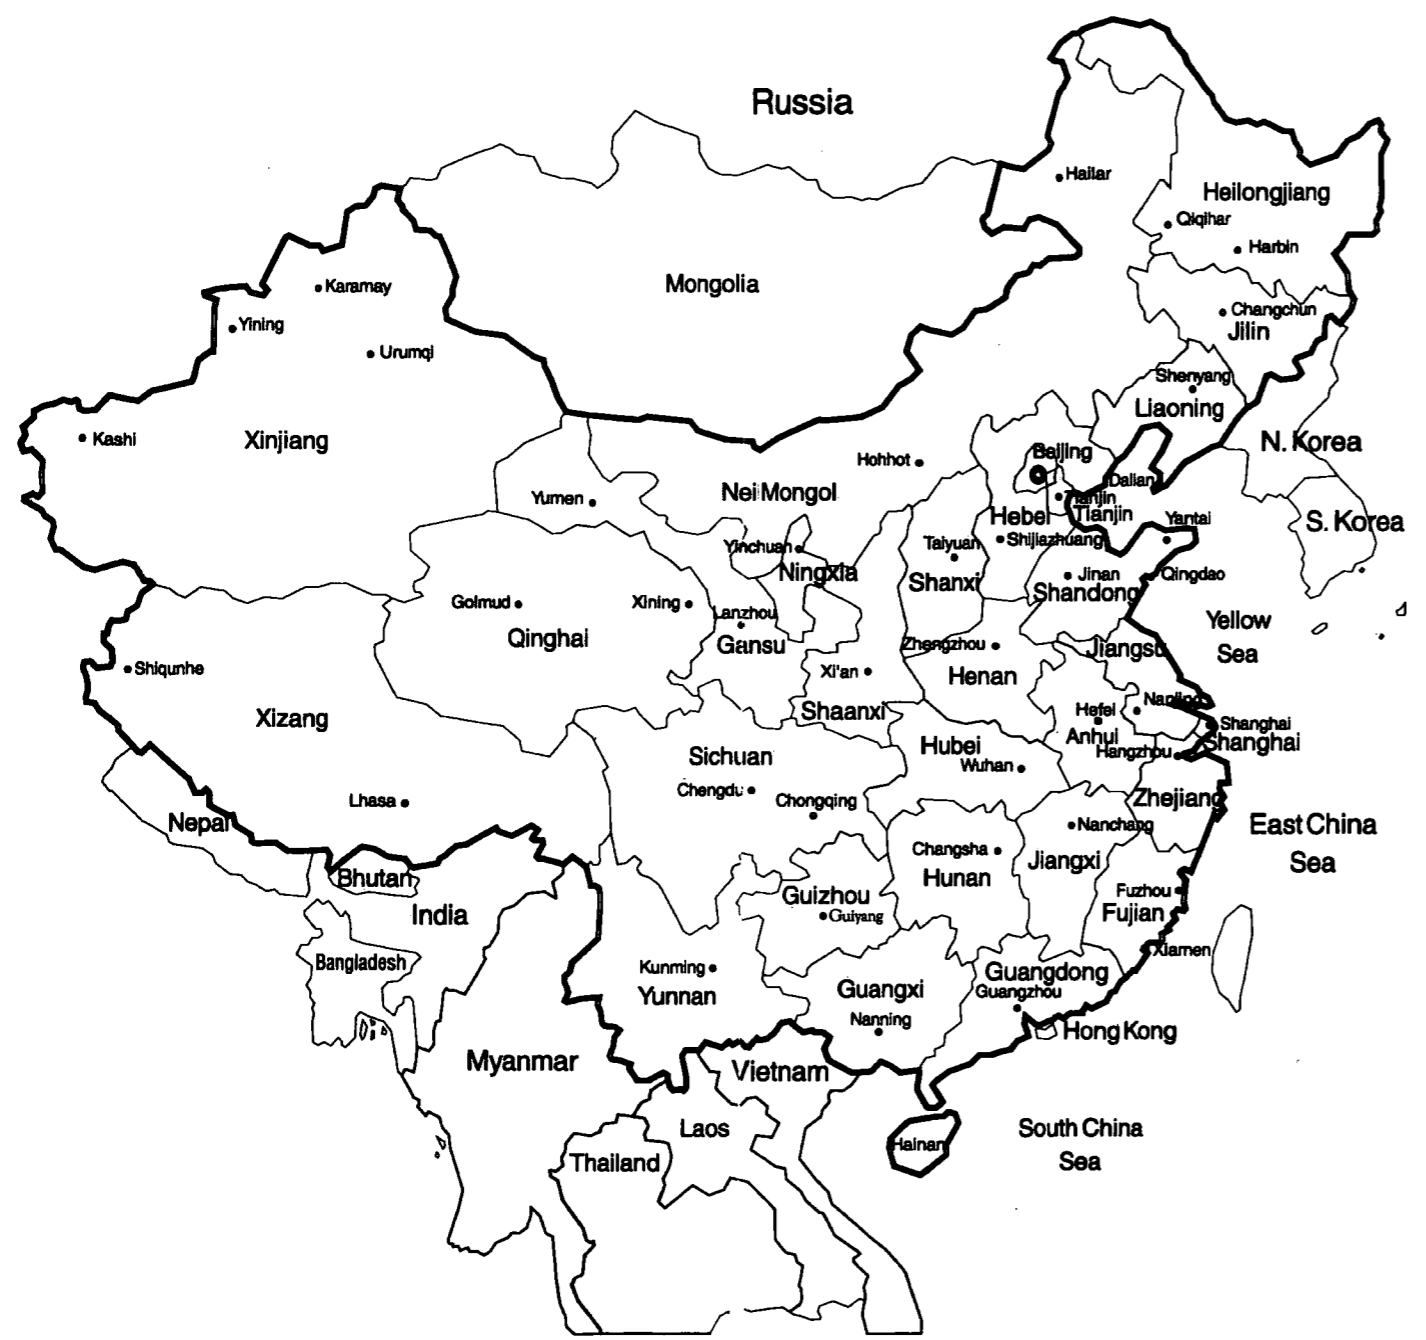 Russia
Hailar
Heilongjiang
Qiqihar
Harbin
Mongolia
Karamay
Yining
Urumqi
Changchun
Jilin
Shenyang
Liaoning
Kashi
Xinjiang
N. Korea
Beijing
Hohhot
Nei Mongol
Yumen
Dalian
Tianjin
Tianjin
Hebei
Yantai
S. Korea
Shijiazhuang
Taiyuan
Yinchuan
Ningxia
Shanxi
Jinan
Shandong
Qingdao
Golmud
Xining
Qinghai
Lanzhou
Gansu
Yellow
Sea
Zhengzhou
Henan
Jiangsu
Shiqunhe
Xi'an
Shaanxi
Xizang
Nanjing
Hefei
Anhui
Shanghai
Shanghai
Hangzhou
Hubei
Wuhan
Sichuan
Chengdu
Chongqing
Zhejiang
Lhasa
Nepal
East China
Sea
Nanchang
Jiangxi
Changsha
Hunan
Bhutan
India
Guizhou
Guiyang
Fuzhou
Fujian
Xiamen
Bangladesh
Kunming
Yunnan
Guangxi
Nanning
Guangdong
Guangzhou
Hong Kong
Myanmar
Vietnam
Laos
Thailand
Hainan
South China
Sea